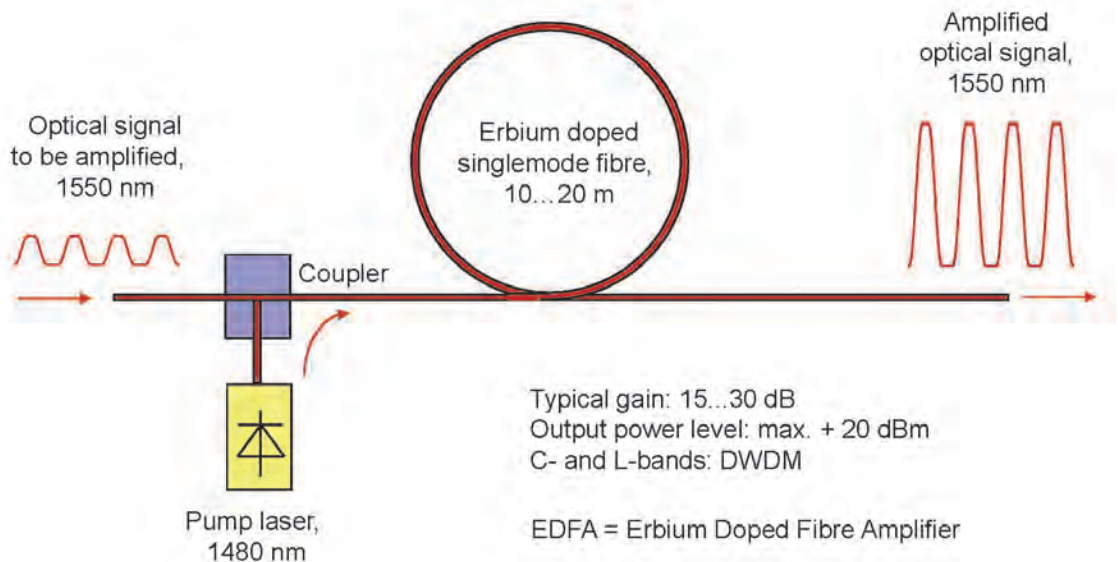 Optical signal
to be amplified,
1550 nm
Coupler
Pump laser,
1480 nm
Erbium doped
singlemode fibre,
10...20 m
Amplified
optical signal,
1550 nm
Typical gain: 15...30 dB
Output power level: max. + 20 dBm
C- and L-bands: DWDM
EDFA = Erbium Doped Fibre Amplifier